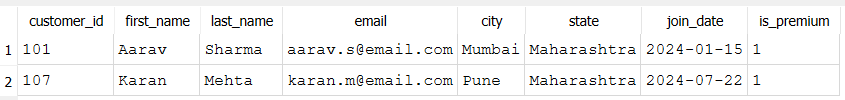 customer_id first_name last_name email city state join_date is_premium
1 101 Aarav Sharma aarav.s@email.com Mumbai Maharashtra 2024-01-15 1
2 107 Karan Mehta karan.m@email.com Pune Maharashtra 2024-07-22 1